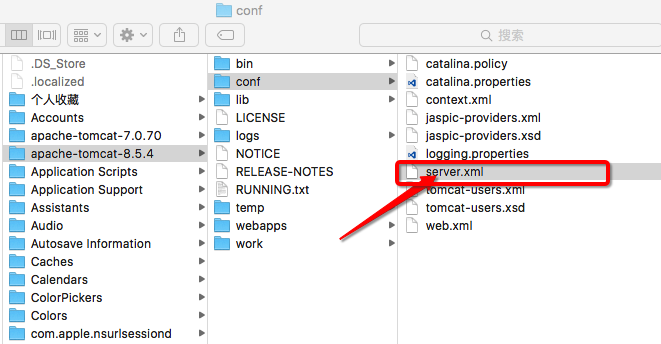 conf
搜索
.DS_Store
.localized
个人收藏
Accounts
apache-tomcat-7.0.70
apache-tomcat-8.5.4
Application Scripts
Application Support
Assistants
Audio
Autosave Information
Caches
Calendars
ColorPickers
Colors
com.apple.nsurlsessiond
bin
conf
lib
LICENSE
logs
NOTICE
RELEASE-NOTES
RUNNING.txt
temp
webapps
work
catalina.policy
catalina.properties
context.xml
jaspic-providers.xml
jaspic-providers.xsd
logging.properties
server.xml
tomcat-users.xml
tomcat-users.xsd
web.xml